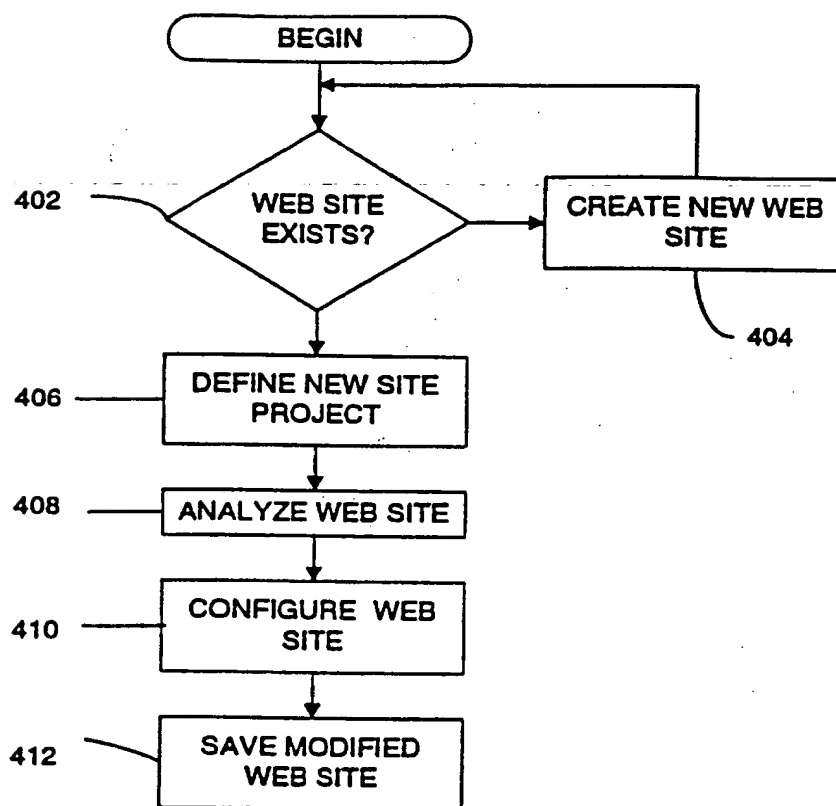 BEGIN
402
WEB SITE
EXISTS?
CREATE NEW WEB
SITE
404
406
DEFINE NEW SITE
PROJECT
408
ANALYZE WEB SITE
410
CONFIGURE WEB
SITE
412
SAVE MODIFIED
WEB SITE